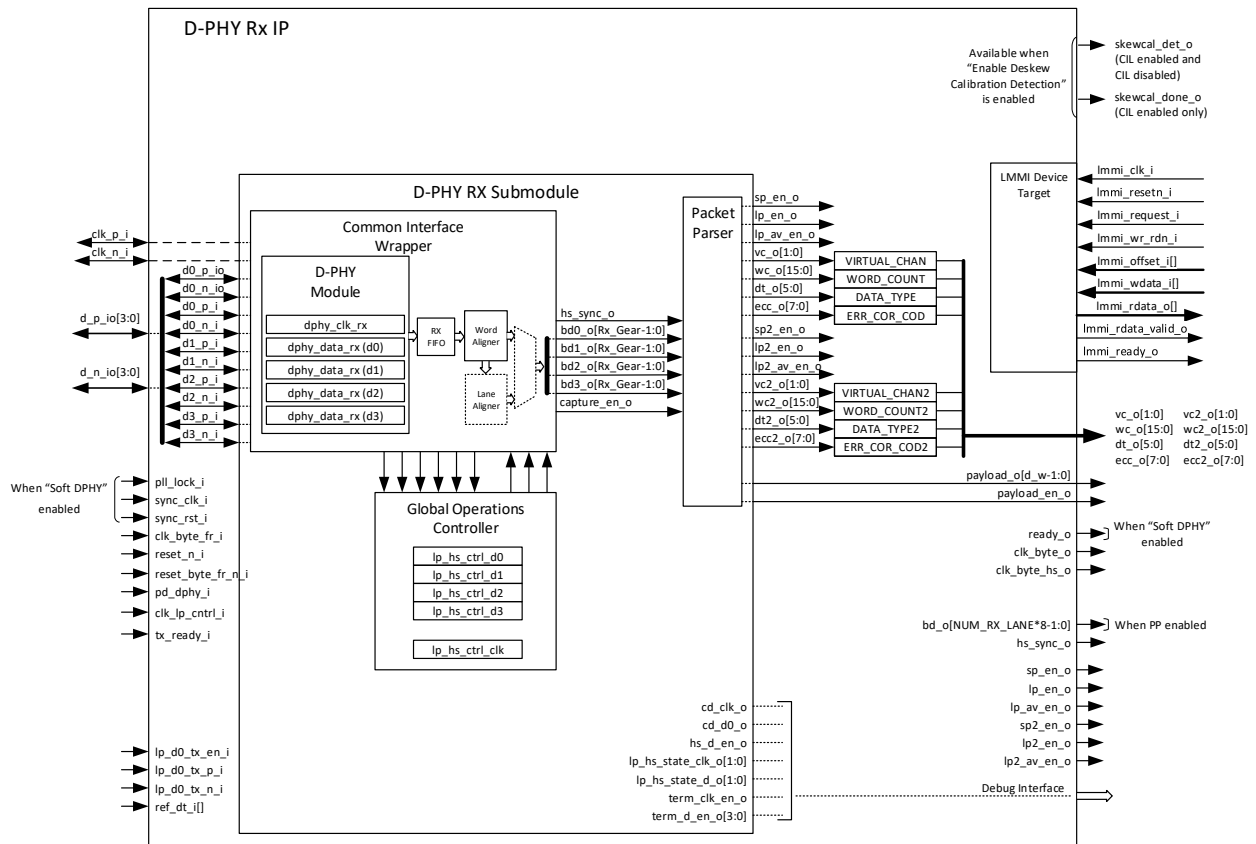 D-PHY Rx IP
Available when
"Enable Deskew
Calibration Detection"
is enabled
skewcal_det_o
(CIL enabled and
CIL disabled)
skewcal_done_o
(CIL enabled only)
LMMI Device
Target
lmmi_clk_i
lmmi_resetn_i
lmmi_request_i
lmmi_wr_rdn_i
lmmi_offset_i[]
lmmi_wdata_i[]
lmmi_rdata_o[]
lmmi_rdata_valid_o
lmmi_ready_o
D-PHY RX Submodule
Common Interface
Wrapper
D-PHY
Module
dphy_clk_rx
dphy_data_rx (d0)
dphy_data_rx (d1)
dphy_data_rx (d2)
dphy_data_rx (d3)
RX
FIFO
Word
Aligner
Lane
Aligner
clk_p_i
clk_n_i
d_p_io[3:0]
d_n_io[3:0]
d0_p_io
d0_n_io
d0_p_i
d0_n_i
d1_p_i
d1_n_i
d2_p_i
d2_n_i
d3_p_i
d3_n_i
hs_sync_o
bd0_o[Rx_Gear-1:0]
bd1_o[Rx_Gear-1:0]
bd2_o[Rx_Gear-1:0]
bd3_o[Rx_Gear-1:0]
capture_en_o
Packet
Parser
sp_en_o
lp_en_o
lp_av_en_o
vc_o[1:0]
wc_o[15:0]
dt_o[5:0]
ecc_o[7:0]
sp2_en_o
lp2_en_o
lp2_av_en_o
vc2_o[1:0]
wc2_o[15:0]
dt2_o[5:0]
ecc2_o[7:0]
VIRTUAL_CHAN
WORD_COUNT
DATA_TYPE
ERR_COR_COD
VIRTUAL_CHAN2
WORD_COUNT2
DATA_TYPE2
ERR_COR_COD2
vc_o[1:0] vc2_o[1:0]
wc_o[15:0] wc2_o[15:0]
dt_o[5:0] dt2_o[5:0]
ecc_o[7:0] ecc2_o[7:0]
payload_o[d_w-1:0]
payload_en_o
When "Soft DPHY"
enabled
pll_lock_i
sync_clk_i
sync_rst_i
clk_byte_fr_i
reset_n_i
reset_byte_fr_n_i
pd_dphy_i
clk_lp_cntrl_i
tx_ready_i
Global Operations
Controller
lp_hs_ctrl_d0
lp_hs_ctrl_d1
lp_hs_ctrl_d2
lp_hs_ctrl_d3
lp_hs_ctrl_clk
ready_o
When "Soft DPHY"
enabled
clk_byte_o
clk_byte_hs_o
bd_o[NUM_RX_LANE*8-1:0]
When PP enabled
hs_sync_o
sp_en_o
lp_en_o
lp_av_en_o
sp2_en_o
lp2_en_o
lp2_av_en_o
lp_d0_tx_en_i
lp_d0_tx_p_i
lp_d0_tx_n_i
ref_dt_i[]
cd_clk_o
cd_d0_o
hs_d_en_o
lp_hs_state_clk_o[1:0]
lp_hs_state_d_o[1:0]
term_clk_en_o
term_d_en_o[3:0]
Debug Interface